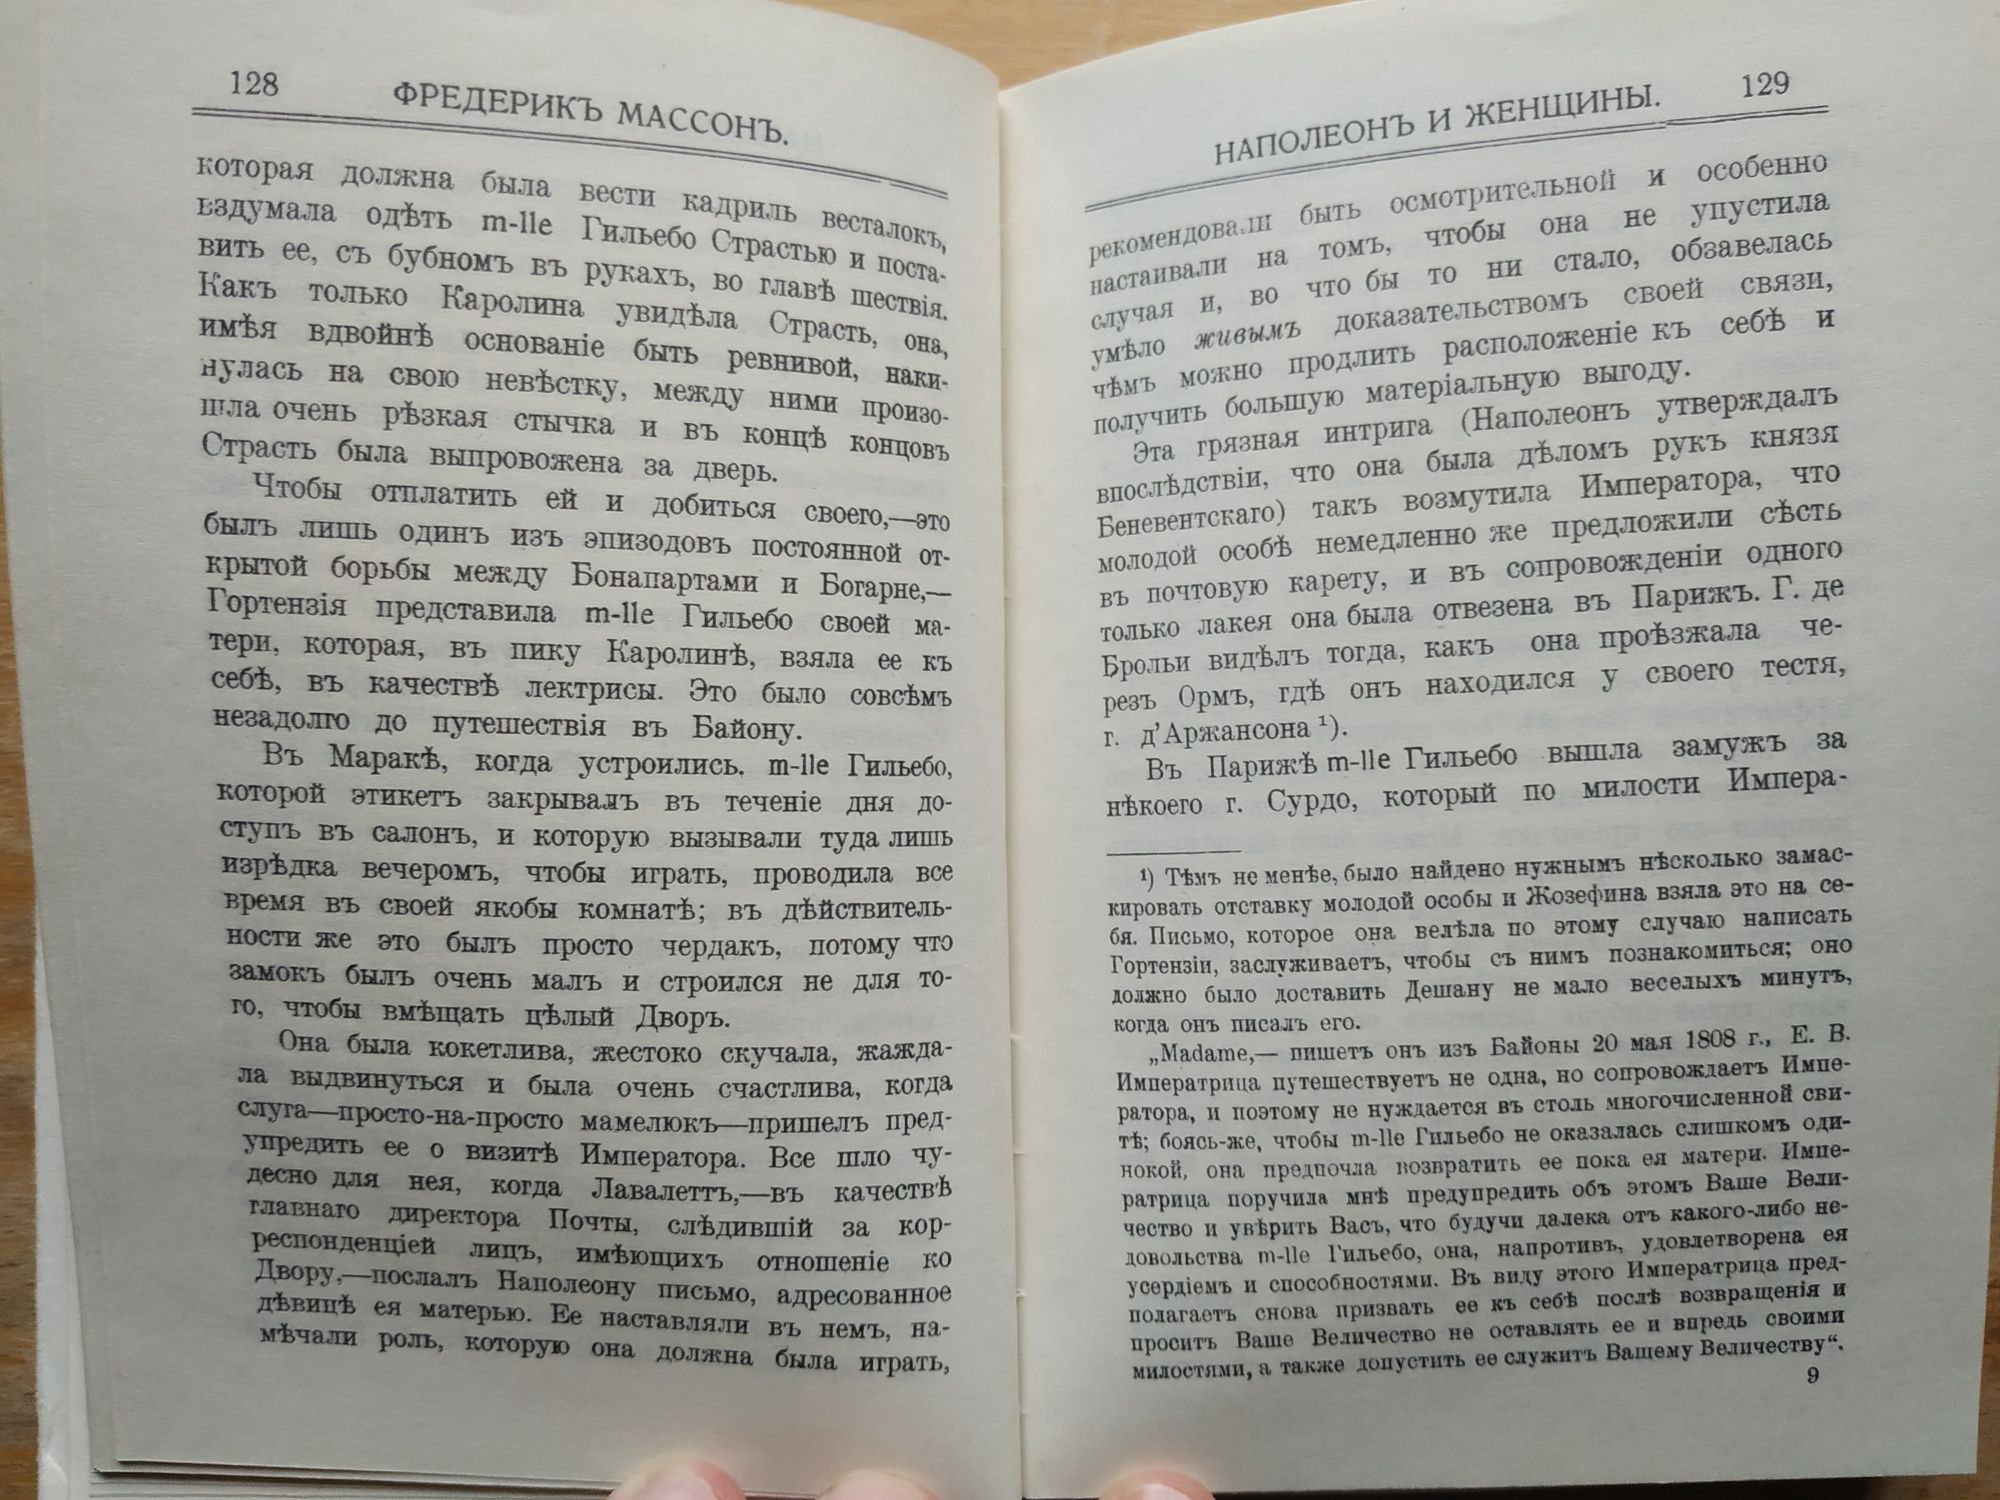 128
ФРЕДЕРИКЪ МАССОНЪ.
которая должна была вести кадриль весталокъ,
вздумала одѣть m-lle Гильебо Страстью и поста-
вить ее, съ бубномъ въ рукахъ, во главѣ шествія.
Какъ только Каролина увидѣла Страсть, она,
имѣя вдвойнѣ основаніе быть ревнивой, наки-
нулась на свою невѣстку, между ними произо-
шла очень рѣзкая стычка и въ концѣ концовъ
Страсть была выпровожена за дверь.
Чтобы отплатить ей и добиться своего,—это
былъ лишь одинъ изъ эпизодовъ постоянной от-
крытой борьбы между Бонапартами и Богарне,—
Гортензія представила m-lle Гильебо своей ма-
тери, которая, въ пику Каролинѣ, взяла ее къ
себѣ, въ качествѣ лектрисы. Это было совсѣмъ
незадолго до путешествія въ Байону.
Въ Маракѣ, когда устроились. m-lle Гильебо,
которой этикетъ закрывалъ въ теченіе дня до-
ступъ въ салонъ, и которую вызывали туда лишь
изрѣдка вечеромъ, чтобы играть, проводила все
время въ своей якобы комнатѣ; въ дѣйствитель-
ности же это былъ просто чердакъ, потому что
замокъ былъ очень малъ и строился не для то-
го, чтобы вмѣщать цѣлый Дворъ.
Она была кокетлива, жестоко скучала, жажда-
ла выдвинуться и была очень счастлива, когда
слуга—просто-на-просто мамелюкъ—пришелъ пред-
упредить ее о визитѣ Императора. Все шло чу-
десно для нея, когда Лавалеттъ,—въ качествѣ
главнаго директора Почты, слѣдившій за кор-
респонденціей лицъ, имѣющихъ отношеніе ко
Двору,—послалъ Наполеону письмо, адресованное
дѣвицѣ ея матерью. Ее наставляли въ немъ, на-
мѣчали роль, которую она должна была играть,
НАПОЛЕОНЪ И ЖЕНЩИНЫ.
129
рекомендовали быть осмотрительной и особенно
настаивали на томъ, чтобы она не упустила
случая и, во что бы то ни стало, обзавелась
умѣло живымъ доказательствомъ своей связи,
чѣмъ можно продлить расположеніе къ себѣ и
получить большую матеріальную выгоду.
Эта грязная интрига (Наполеонъ утверждалъ
впослѣдствіи, что она была дѣломъ рукъ князя
Беневентскаго) такъ возмутила Императора, что
молодой особѣ немедленно же предложили сѣсть
въ почтовую карету, и въ сопровожденіи одного
только лакея она была отвезена въ Парижъ. Г. де
Брольи видѣлъ тогда, какъ она проѣзжала че-
резъ Ормъ, гдѣ онъ находился у своего тестя,
г. д’Аржансона ¹).
Въ Парижѣ m-lle Гильебо вышла замужъ за
нѣкоего г. Сурдо, который по милости Импера-
¹) Тѣмъ не менѣе, было найдено нужнымъ нѣсколько замас-
кировать отставку молодой особы и Жозефина взяла это на се-
бя. Письмо, которое она велѣла по этому случаю написать
Гортензіи, заслуживаетъ, чтобы съ нимъ познакомиться; оно
должно было доставить Дешану не мало веселыхъ минутъ,
когда онъ писалъ его.
„Madame,— пишетъ онъ изъ Байоны 20 мая 1808 г., Е. В.
Императрица путешествуетъ не одна, но сопровождаетъ Импе-
ратора, и поэтому не нуждается въ столь многочисленной сви-
тѣ; боясь-же, чтобы m-lle Гильебо не оказалась слишкомъ оди-
нокой, она предпочла возвратить ее пока ея матери. Импе-
ратрица поручила мнѣ предупредить объ этомъ Ваше Вели-
чество и увѣрить Васъ, что будучи далека отъ какого-либо не-
довольства m-lle Гильебо, она, напротивъ, удовлетворена ея
усердіемъ и способностями. Въ виду этого Императрица пред-
полагаетъ снова призвать ее къ себѣ послѣ возвращенія и
проситъ Ваше Величество не оставлять ее и впредь своими
милостями, а также допустить ее служить Вашему Величеству“.
9